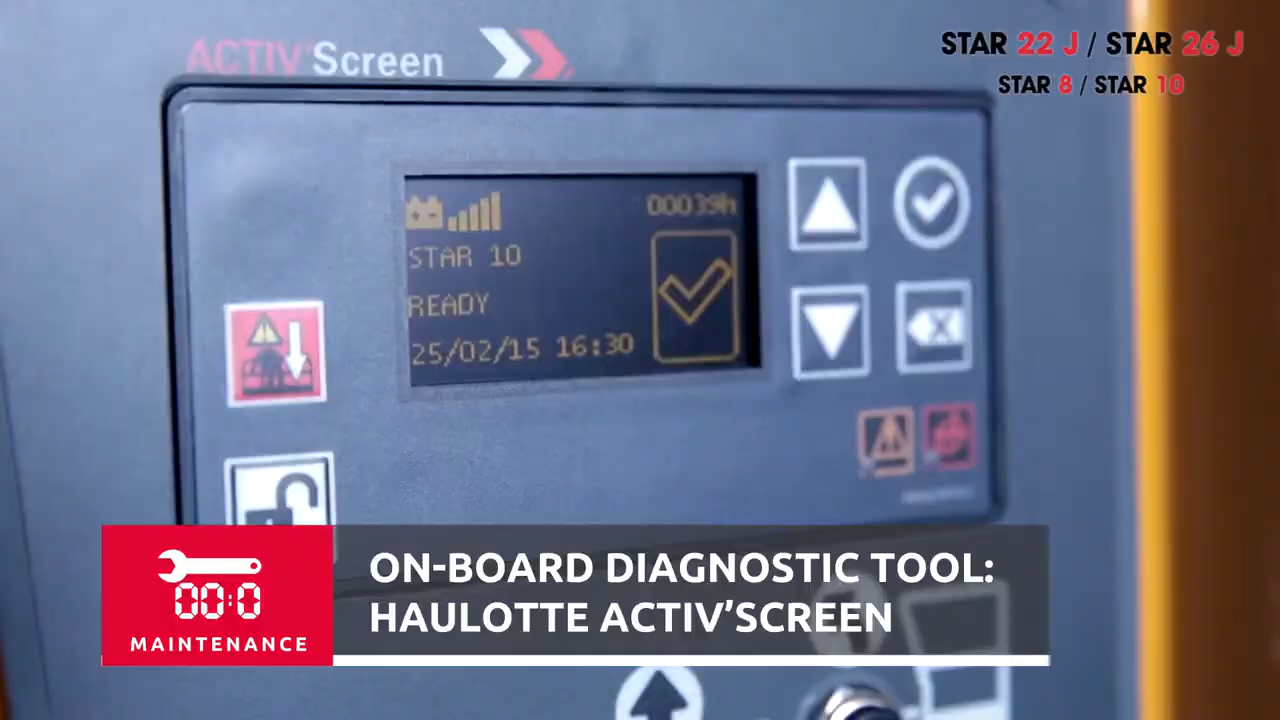 ACTIV'Screen
STAR 22 J / STAR 26 J
STAR 8 / STAR 10
00039h
STAR 10
READY
25/02/15 16:30
00:0
MAINTENANCE
ON-BOARD DIAGNOSTIC TOOL:
HAULOTTE ACTIV’SCREEN